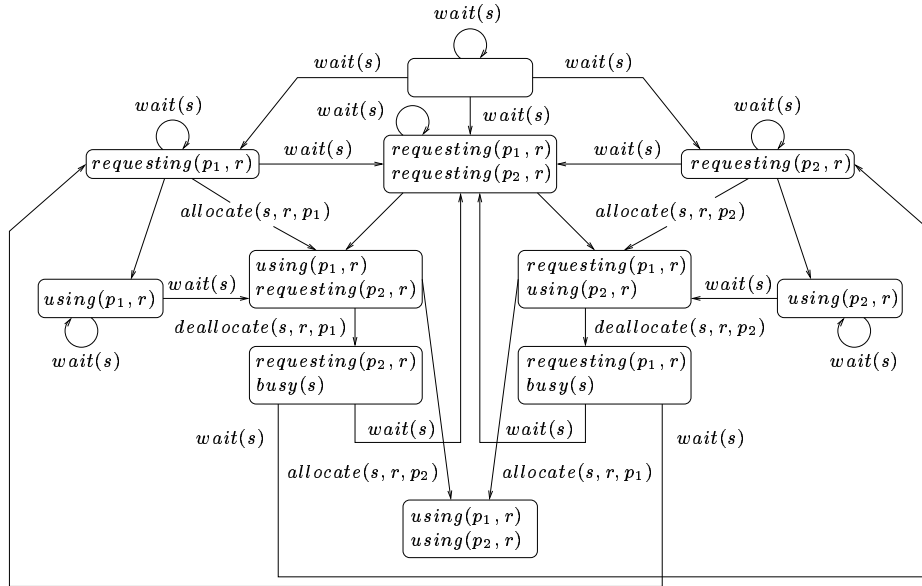 wait(s)
wait(s)
wait(s)
wait(s)
wait(s)
wait(s)
wait(s)
requesting(p₁, r)
wait(s)
requesting(p₁, r)
requesting(p₂, r)
wait(s)
requesting(p₂, r)
allocate(s, r, p₁)
allocate(s, r, p₂)
using(p₁, r)
wait(s)
using(p₁, r)
requesting(p₂, r)
requesting(p₁, r)
using(p₂, r)
wait(s)
using(p₂, r)
wait(s)
deallocate(s, r, p₁)
deallocate(s, r, p₂)
wait(s)
requesting(p₂, r)
busy(s)
requesting(p₁, r)
busy(s)
wait(s)
wait(s)
wait(s)
wait(s)
allocate(s, r, p₂)
allocate(s, r, p₁)
using(p₁, r)
using(p₂, r)